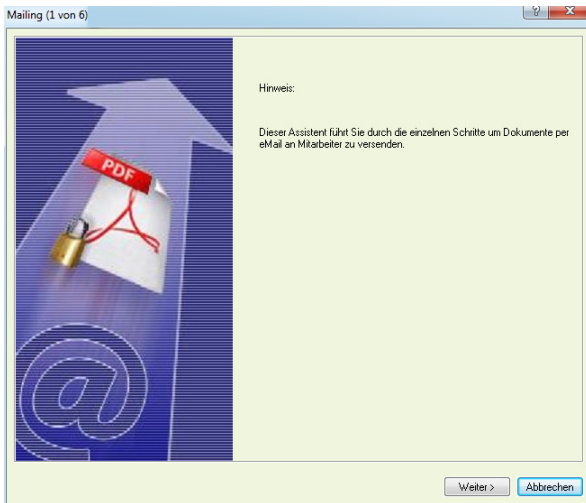 Mailing (1 von 6)
?
X
Hinweis:
Dieser Assistent führt Sie durch die einzelnen Schritte um Dokumente per
eMail an Mitarbeiter zu versenden.
PDF
@
Weiter >
Abbrechen